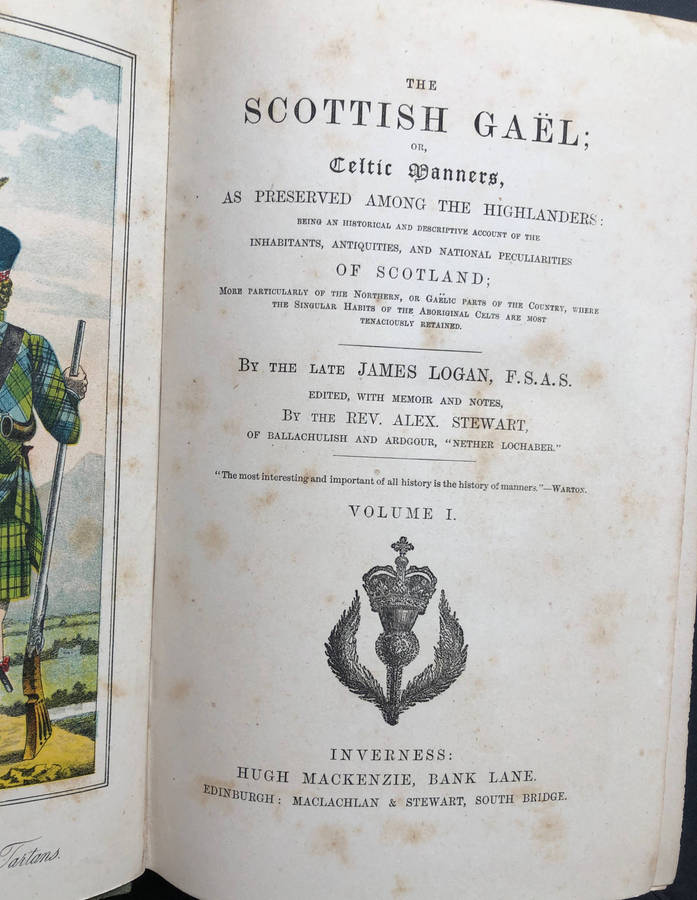 THE
SCOTTISH GAËL;
OR,
Celtic Manners,
AS PRESERVED AMONG THE HIGHLANDERS:
BEING AN HISTORICAL AND DESCRIPTIVE ACCOUNT OF THE
INHABITANTS, ANTIQUITIES, AND NATIONAL PECULIARITIES
OF SCOTLAND;
MORE PARTICULARLY OF THE NORTHERN, OR GAËLIC PARTS OF THE COUNTRY, WHERE
THE SINGULAR HABITS OF THE ABORIGINAL CELTS ARE MOST
TENACIOUSLY RETAINED.
BY THE LATE JAMES LOGAN, F.S.A.S.
EDITED, WITH MEMOIR AND NOTES,
BY THE REV. ALEX. STEWART,
OF BALLACHULISH AND ARDGOUR, "NETHER LOCHABER."
"The most interesting and important of all history is the history of manners."—WARTON.
VOLUME I.
INVERNESS:
HUGH MACKENZIE, BANK LANE.
EDINBURGH: MACLACHLAN & STEWART, SOUTH BRIDGE.
Tartans.